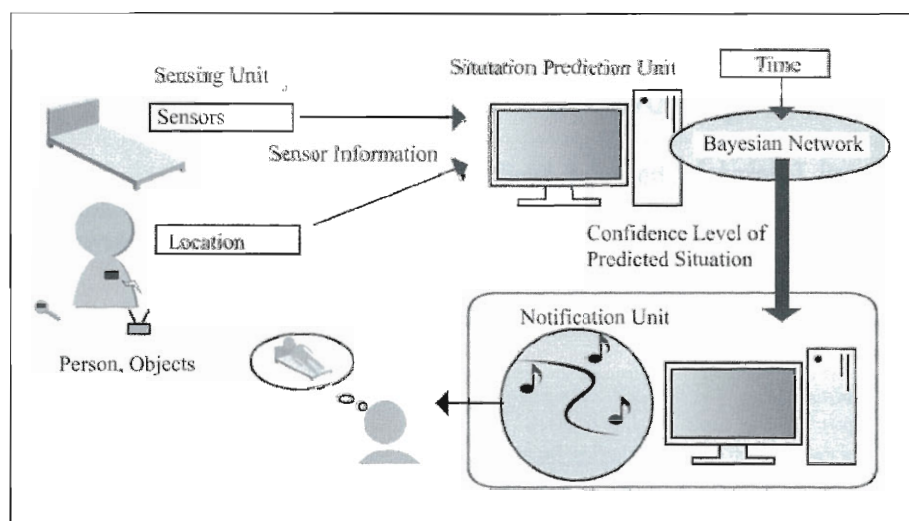 Sensing Unit
Sensors
Sensor Information
Location
Person, Objects
Situtation Prediction Unit
Time
Bayesian Network
Confidence Level of
Predicted Situation
Notification Unit